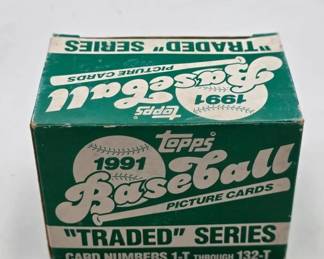 "TRADED" SERIES
PICTURE CARDS
Baseball
1991
Topps
Topps
1991
Baseball
PICTURE CARDS
"TRADED" SERIES
CARD NUMBERS 1-T THROUGH 132-T